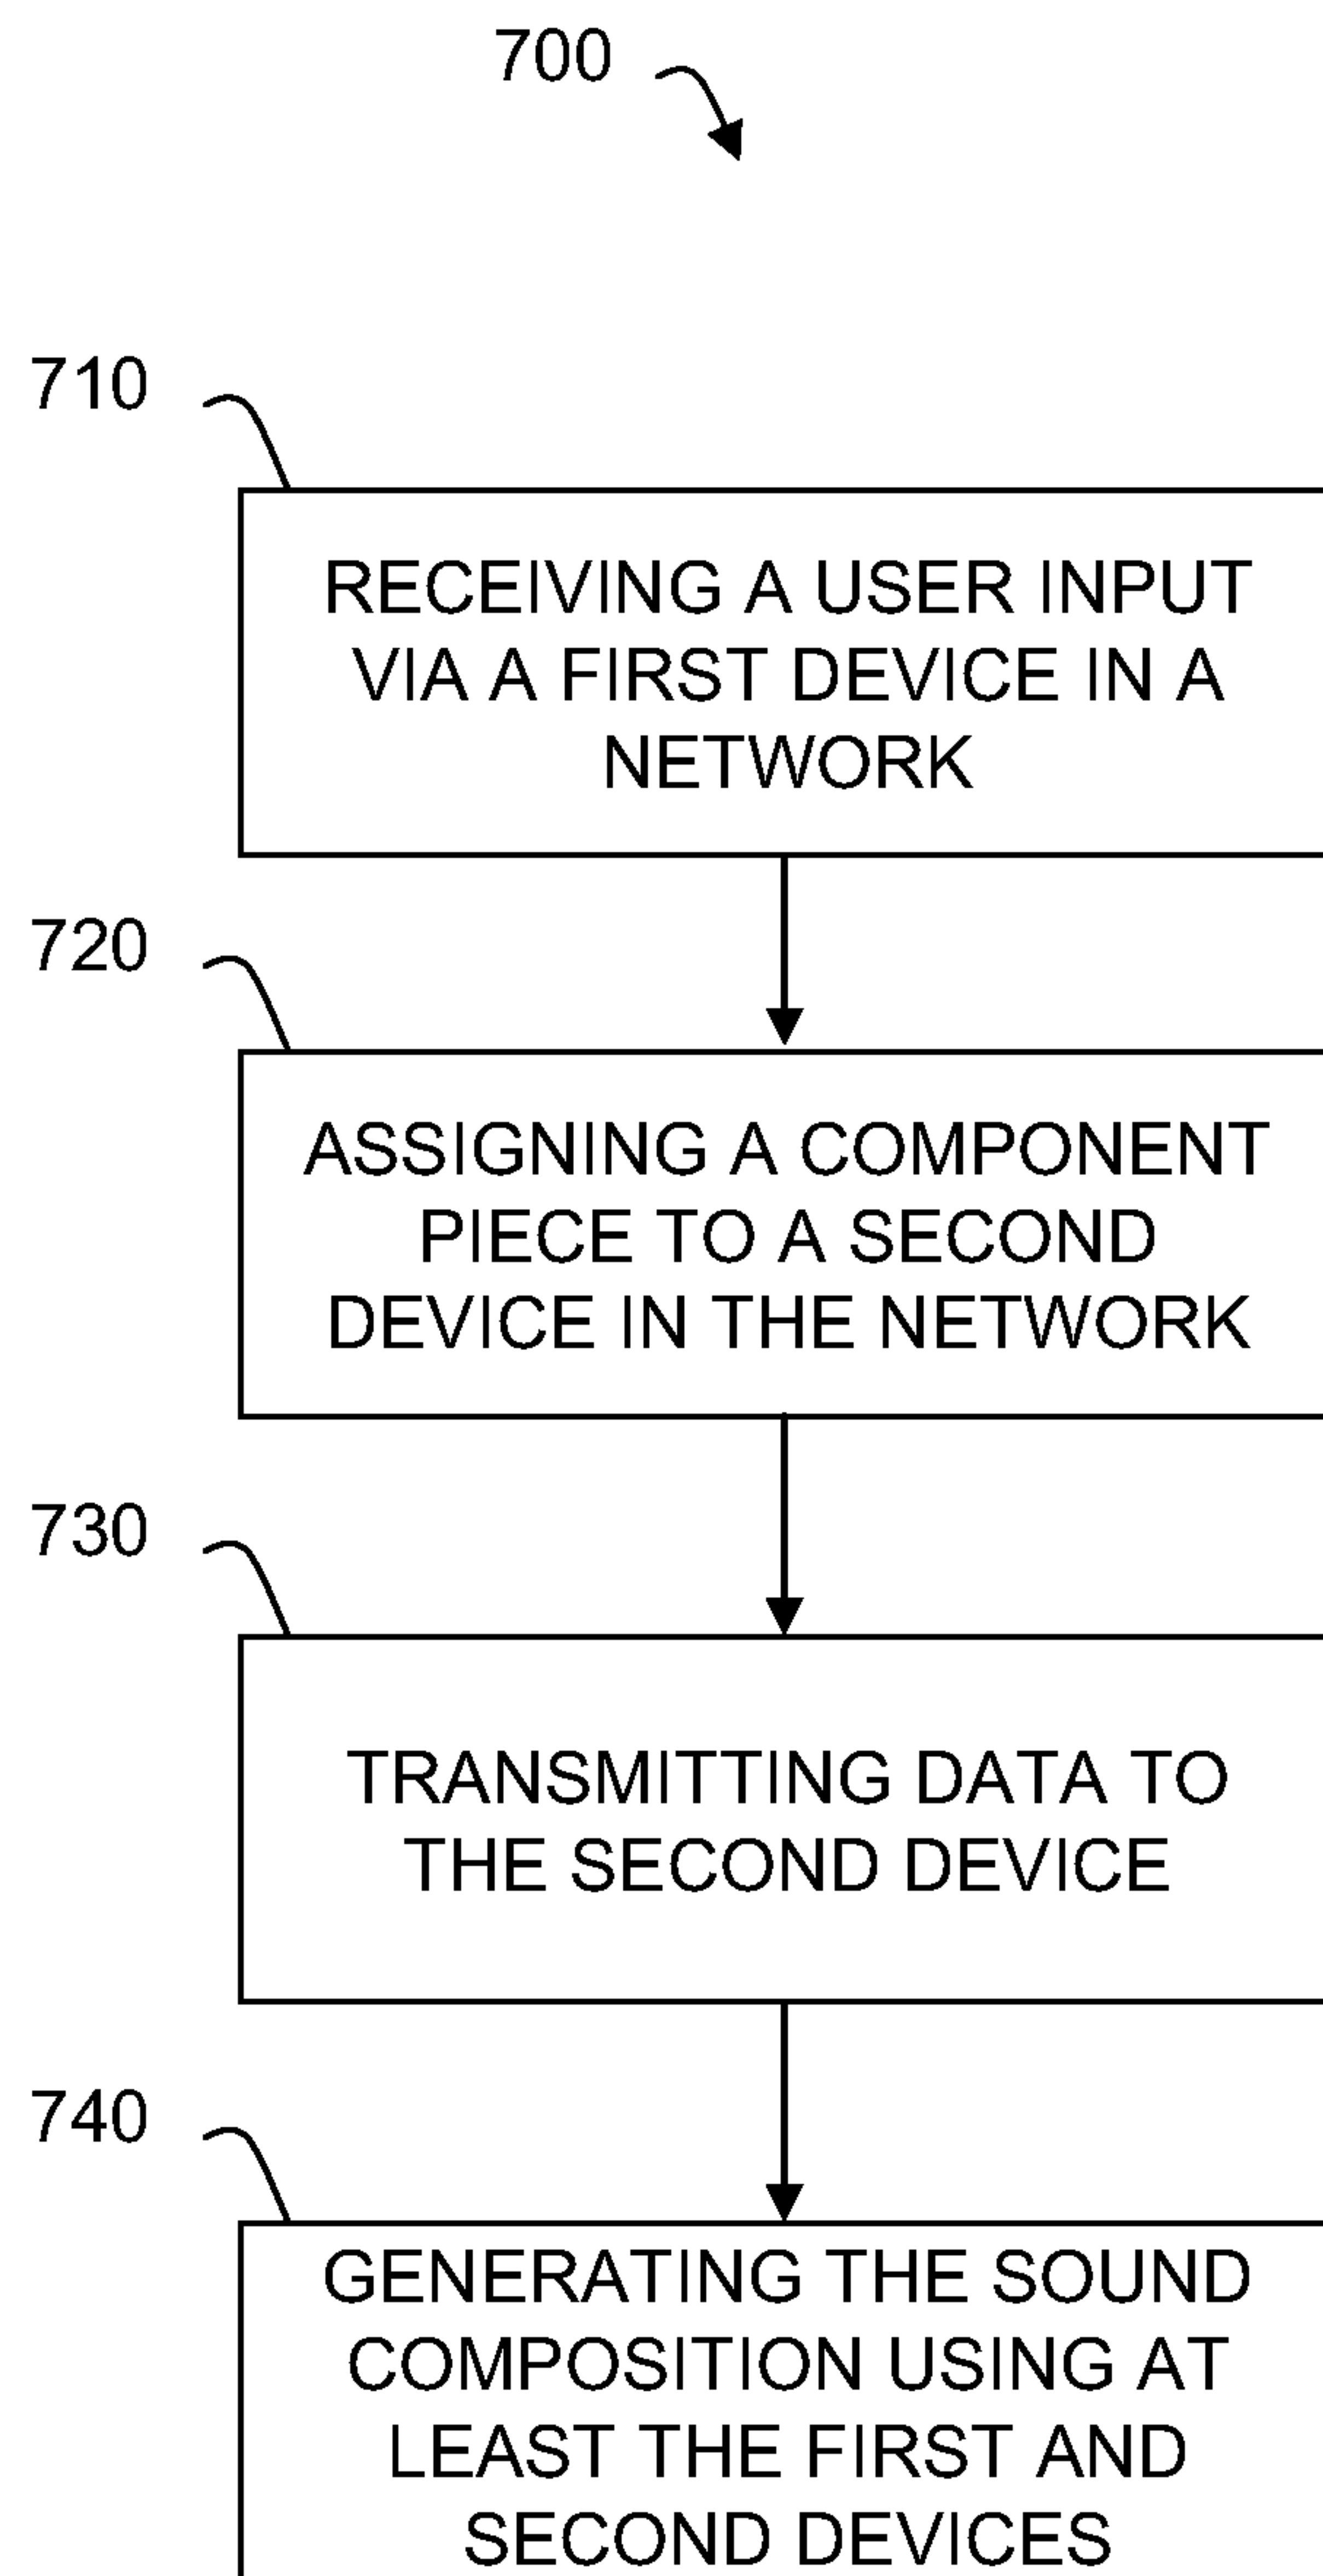 700
710
RECEIVING A USER INPUT
VIA A FIRST DEVICE IN A
NETWORK
720
ASSIGNING A COMPONENT
PIECE TO A SECOND
DEVICE IN THE NETWORK
730
TRANSMITTING DATA TO
THE SECOND DEVICE
740
GENERATING THE SOUND
COMPOSITION USING AT
LEAST THE FIRST AND
SECOND DEVICES